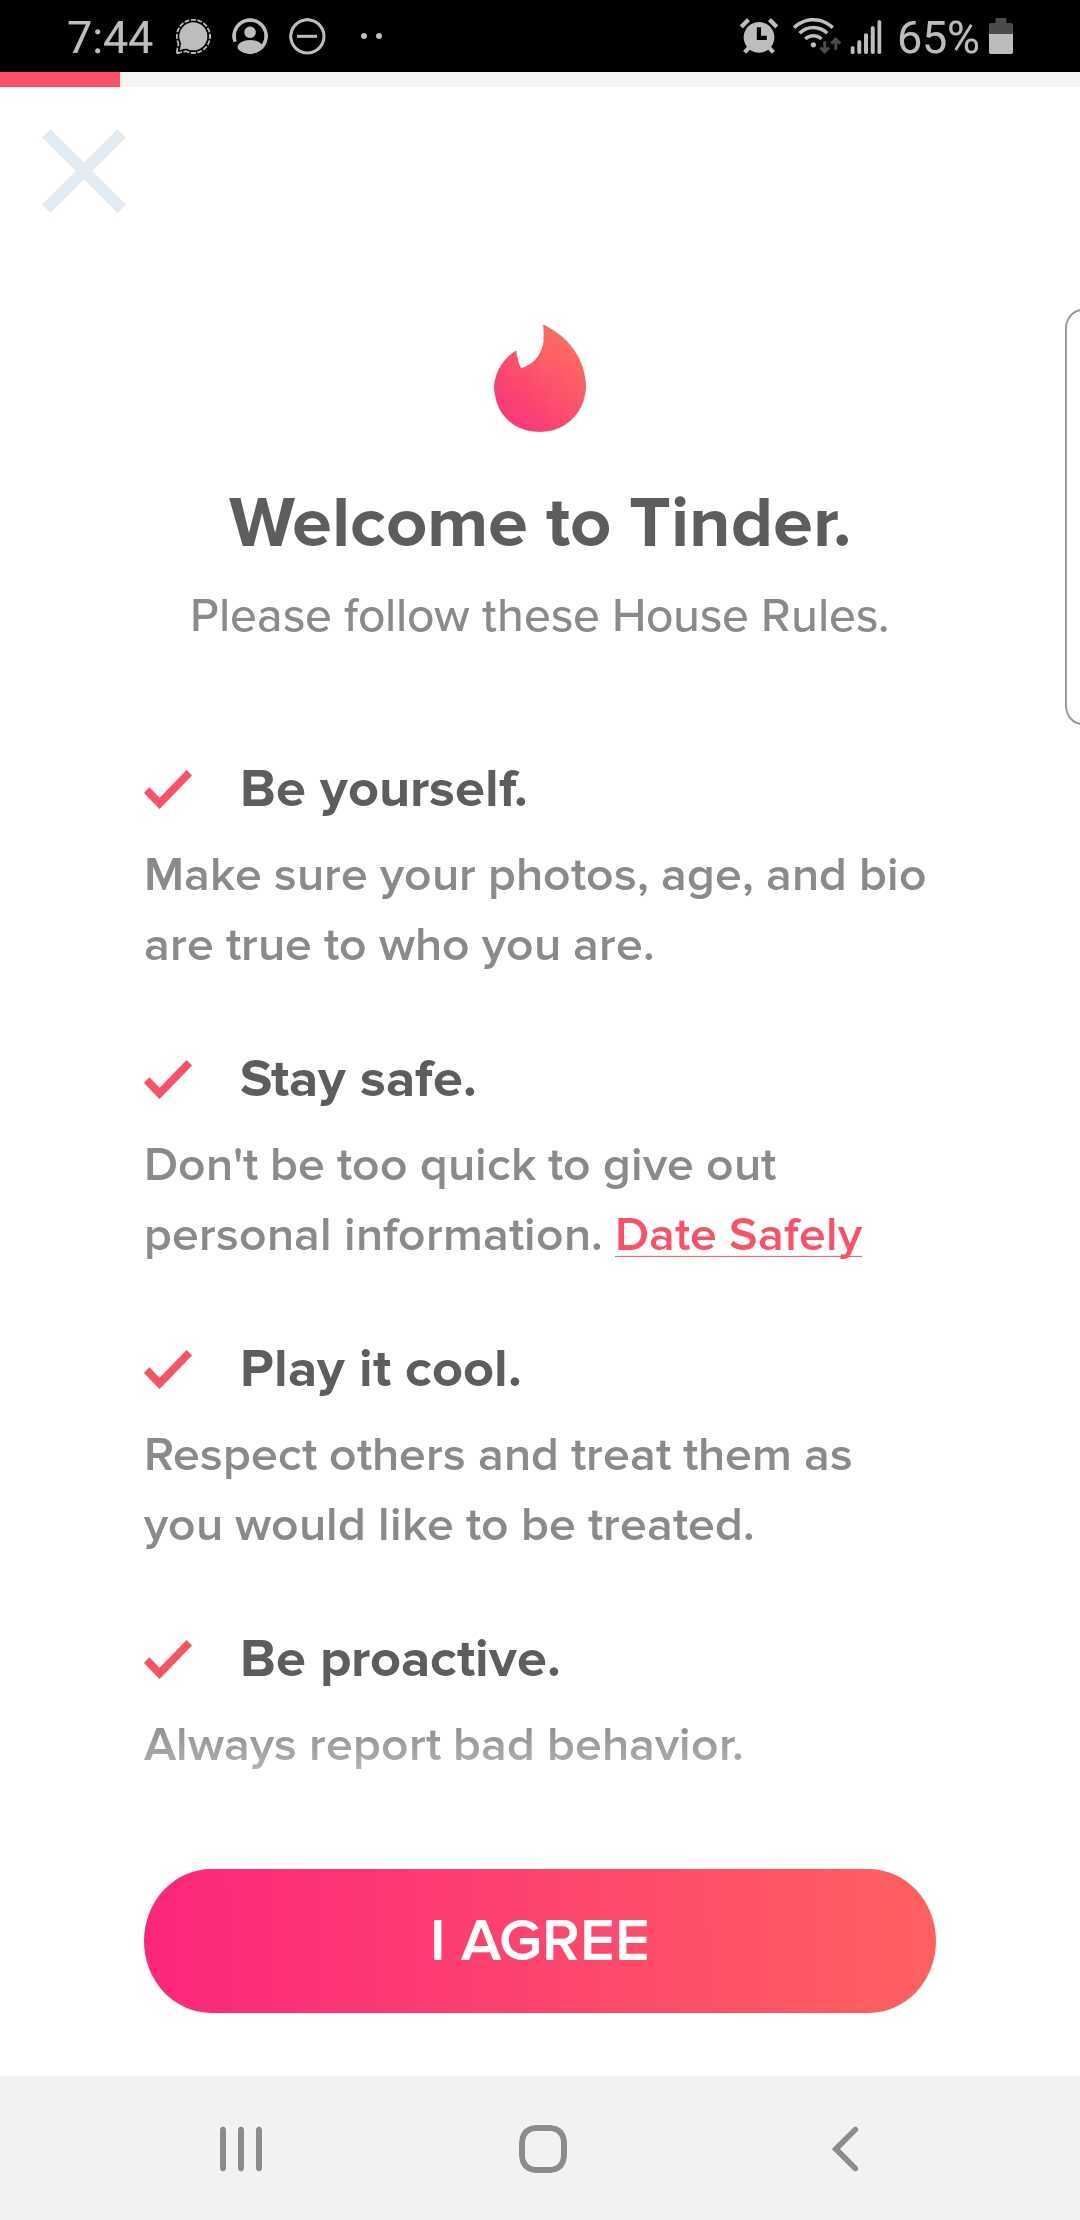 7:44 65%
Welcome to Tinder.
Please follow these House Rules.
Be yourself.
Make sure your photos, age, and bio
are true to who you are.
Stay safe.
Don't be too quick to give out
personal information. Date Safely
Play it cool.
Respect others and treat them as
you would like to be treated.
Be proactive.
Always report bad behavior.
I AGREE